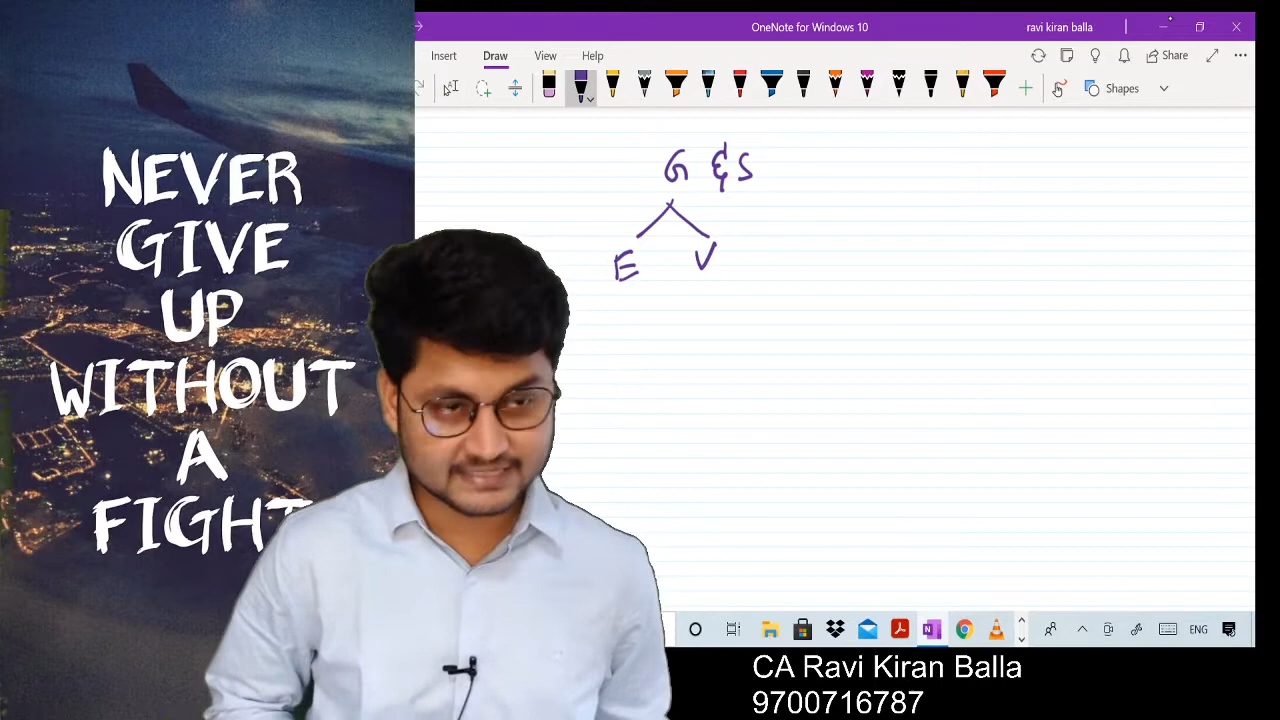 NEVER
GIVE
UP
WITHOUT
A
FIGHT
OneNote for Windows 10
ravi kiran balla
Insert Draw View Help
Share
Shapes
G & S
E V
ENG
CA Ravi Kiran Balla
9700716787